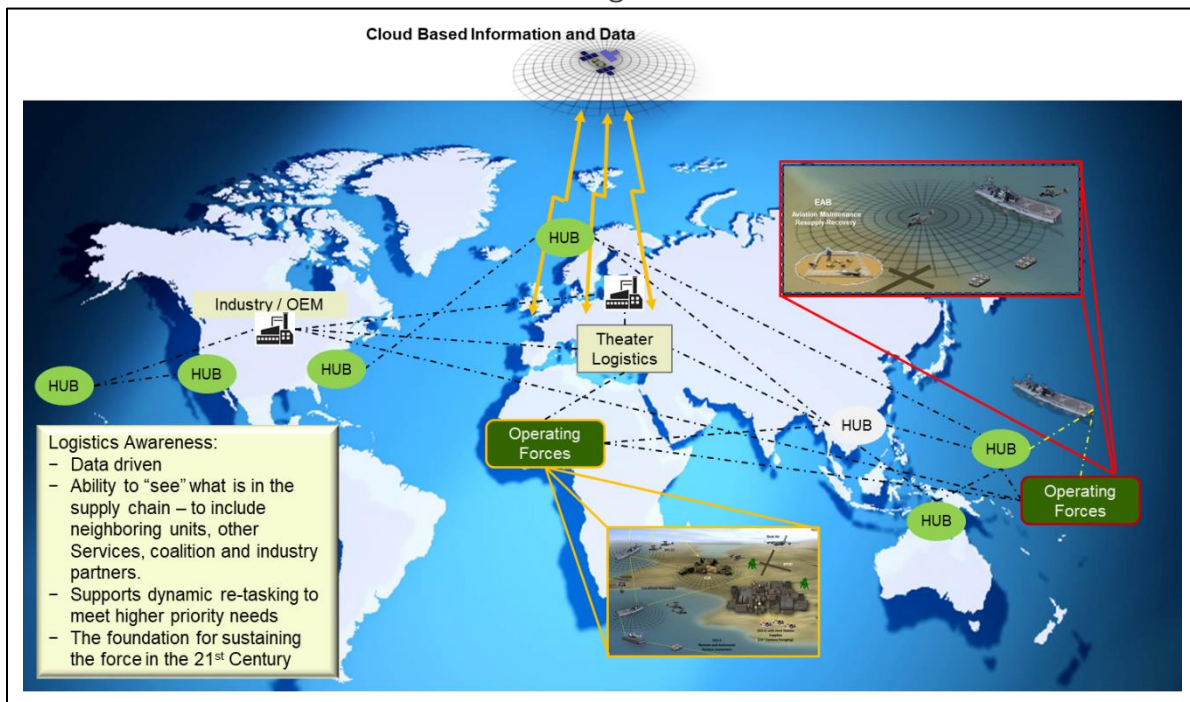 Cloud Based Information and Data
EAB
Aviation Maintenance
Resupply-Recovery
HUB
Industry / OEM
Theater
Logistics
HUB
HUB
HUB
Operating
Forces
HUB
HUB
Operating
Forces
HUB
Logistics Awareness:
− Data driven
− Ability to “see” what is in the
supply chain – to include
neighboring units, other
Services, coalition and industry
partners.
− Supports dynamic re-tasking to
meet higher priority needs
− The foundation for sustaining
the force in the 21st Century